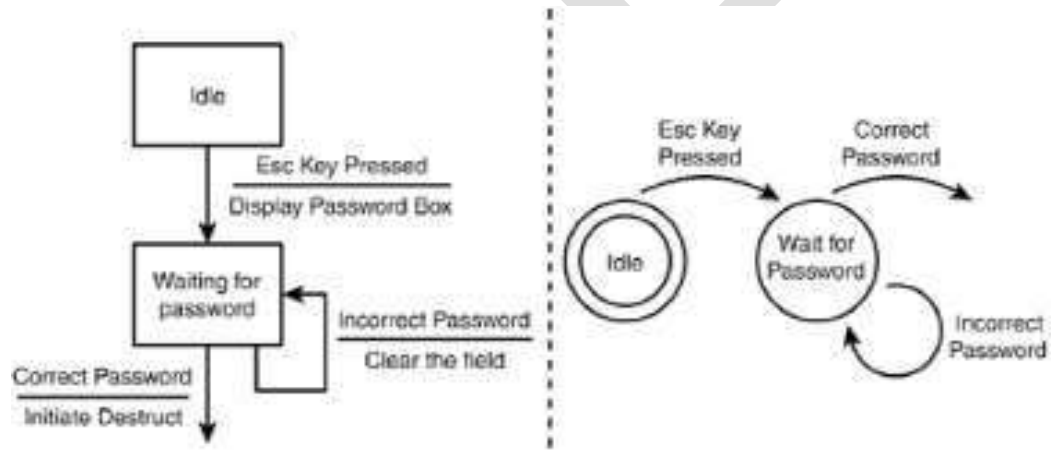 Idle
Esc Key Pressed
Display Password Box
Waiting for
password
Incorrect Password
Clear the field
Correct Password
Initiate Destruct
Esc Key
Pressed
Correct
Password
Idle
Wait for
Password
Incorrect
Password